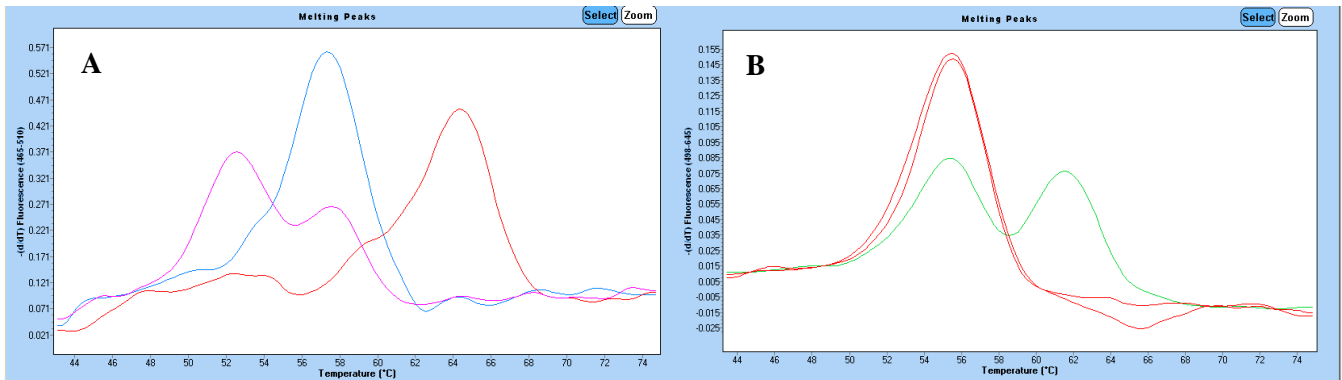 Melting Peaks
Select Zoom
A
-(d/dT) Fluorescence (465-510)
0.571
0.521
0.471
0.421
0.371
0.321
0.271
0.221
0.171
0.121
0.071
0.021
44 46 48 50 52 54 56 58 60 62 64 66 68 70 72 74
Temperature (°C)
Melting Peaks
Select Zoom
B
-(d/dT) Fluorescence (498-645)
0.155
0.145
0.135
0.125
0.115
0.105
0.095
0.085
0.075
0.065
0.055
0.045
0.035
0.025
0.015
0.005
-0.005
-0.015
-0.025
44 46 48 50 52 54 56 58 60 62 64 66 68 70 72 74
Temperature (°C)